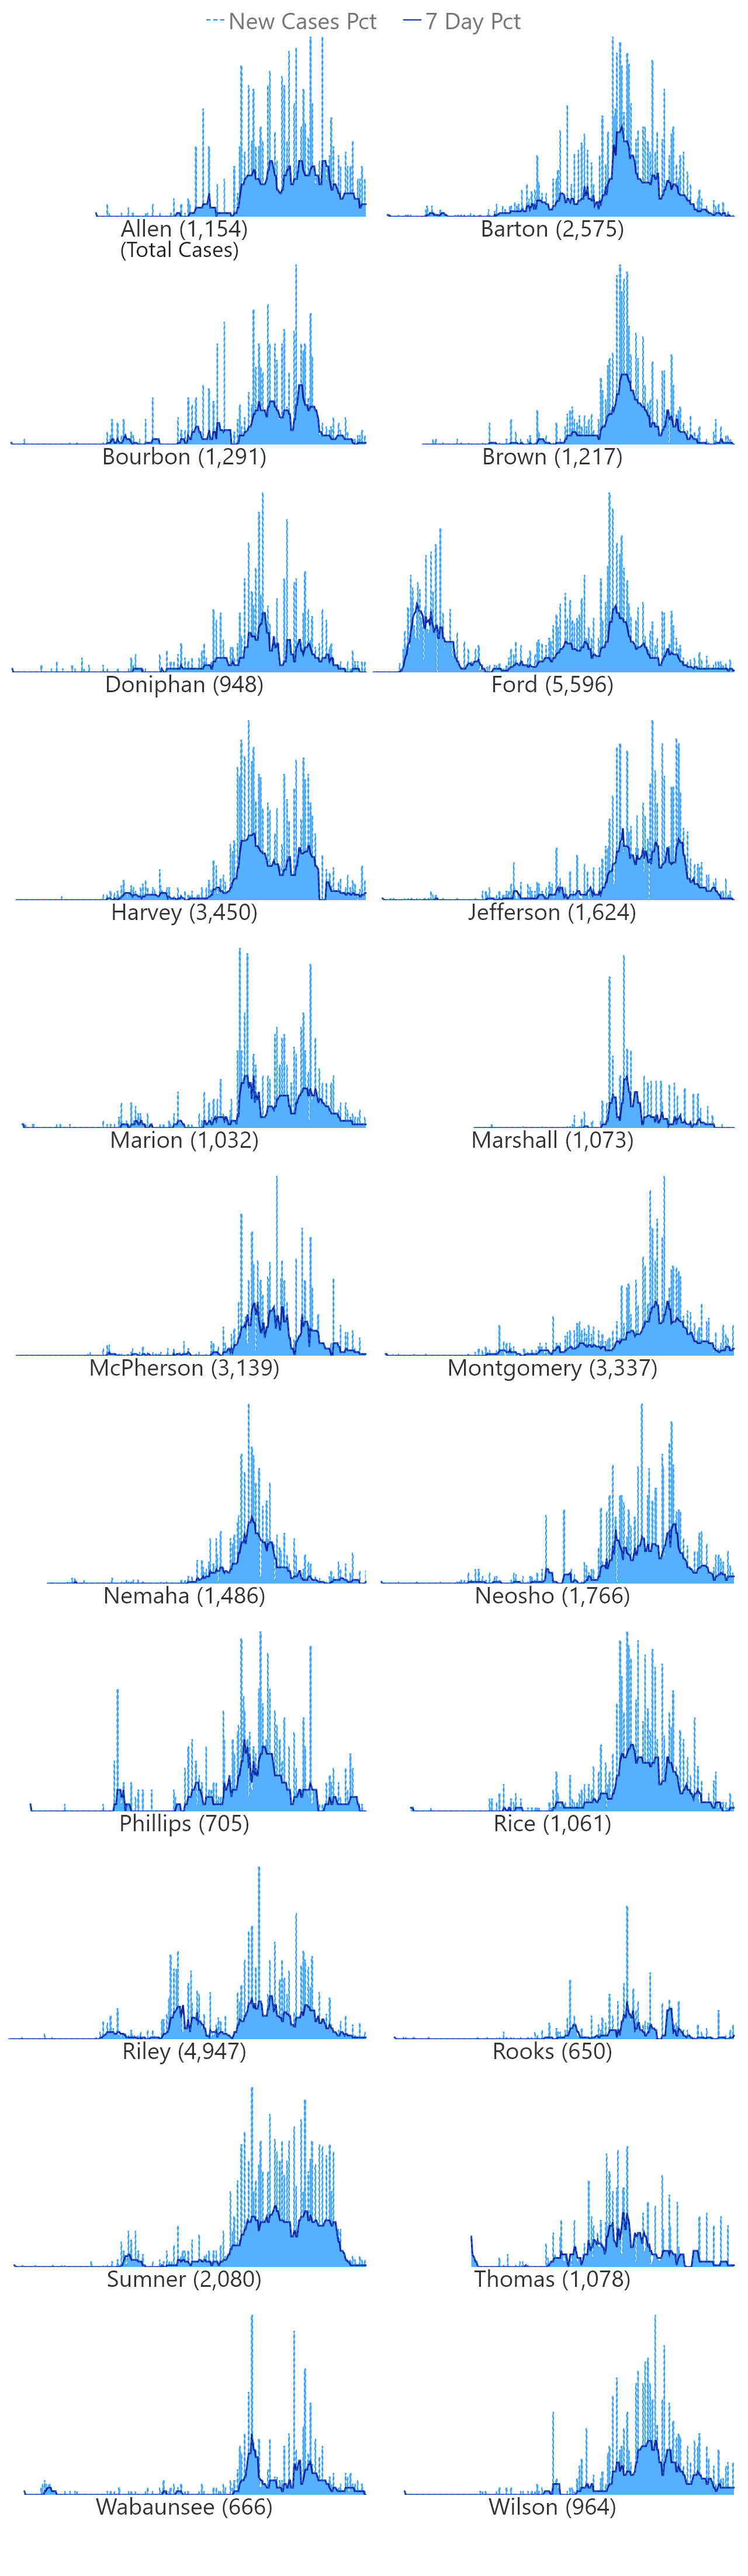 New Cases Pct 7 Day Pct
Allen (1,154) Barton (2,575)
(Total Cases)
Bourbon (1,291) Brown (1,217)
Doniphan (948) Ford (5,596)
Harvey (3,450) Jefferson (1,624)
Marion (1,032) Marshall (1,073)
McPherson (3,139) Montgomery (3,337)
Nemaha (1,486) Neosho (1,766)
Phillips (705) Rice (1,061)
Riley (4,947) Rooks (650)
Sumner (2,080) Thomas (1,078)
Wabaunsee (666) Wilson (964)